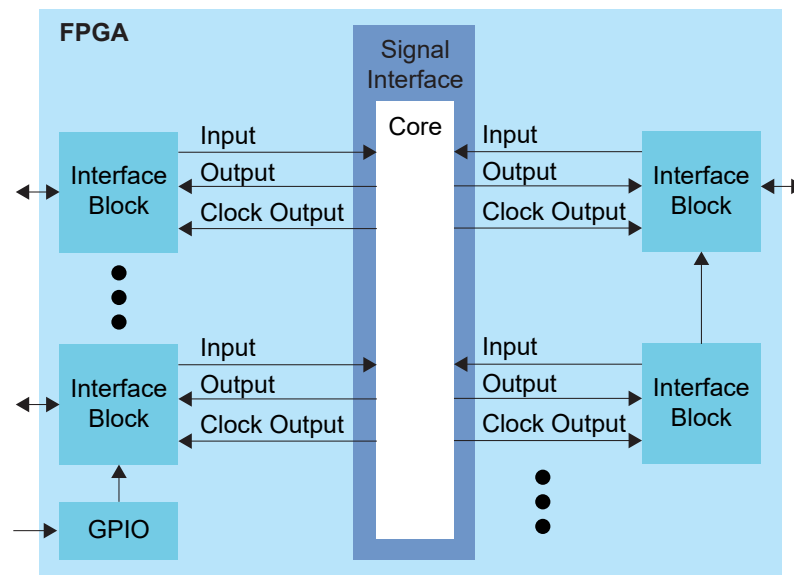 FPGA
Signal
Interface
Core
Input
Output
Clock Output
Interface
Block
Input
Output
Clock Output
Interface
Block
Input
Output
Clock Output
Interface
Block
Input
Output
Clock Output
Interface
Block
GPIO